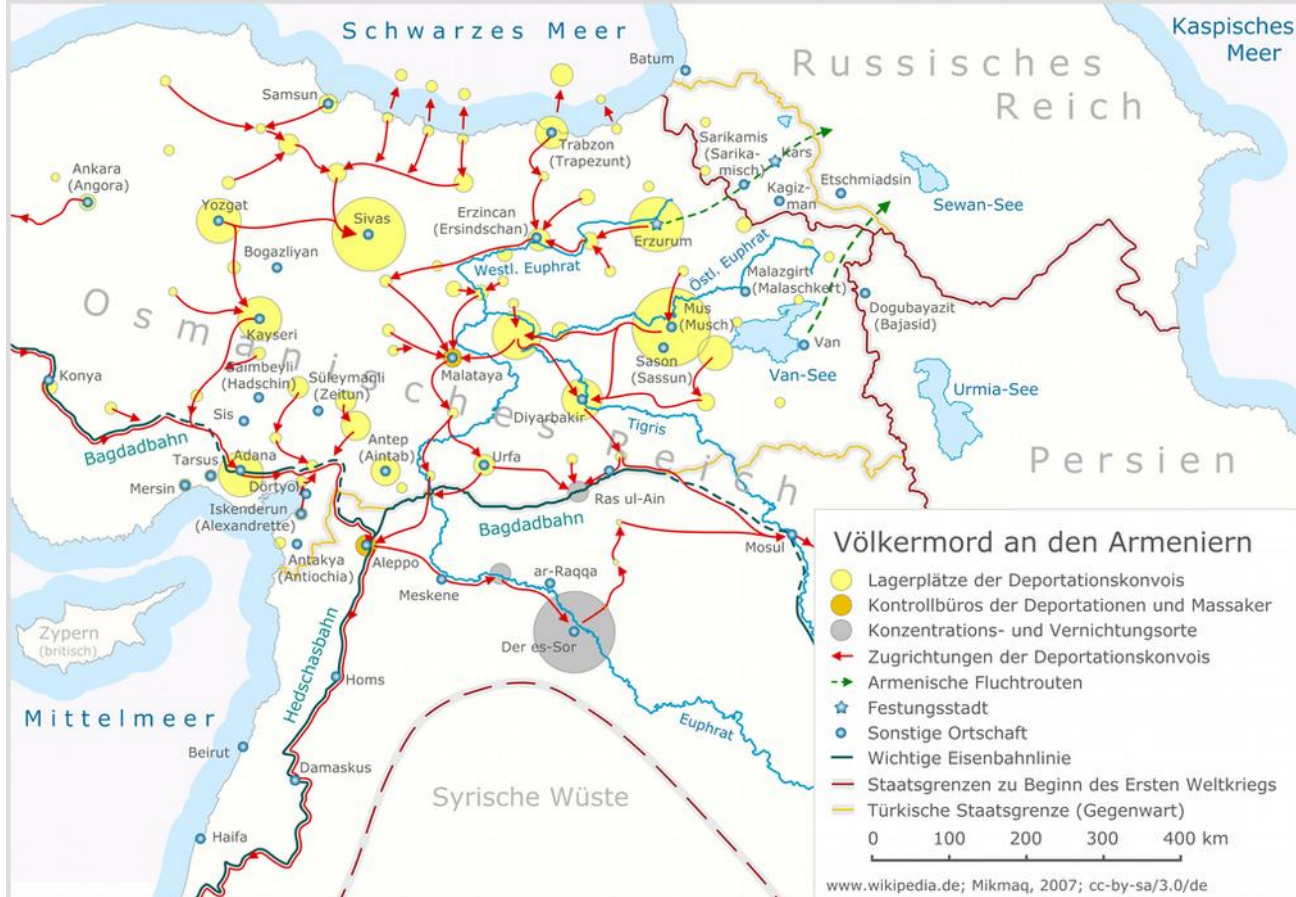 Schwarzes Meer
Kaspisches
Meer
Russisches
Reich
Batum
Samsun
Trabzon
(Trapezunt)
Sarikamis
(Sarika-
misch)
Kars
Kagiz-
man
Etschmiadsin
Sewan-See
Ankara
(Angora)
Yozgat
Sivas
Erzincan
(Ersindschan)
Erzurum
Bogazliyan
Westl. Euphrat
Östl. Euphrat
Malazgirt
(Malaschkert)
Dogubayazit
(Bajasid)
Osmanisches Reich
Kayseri
Mus
(Musch)
Sason
(Sassun)
Van
Van-See
Urmia-See
Konya
Saimbeyli
(Hadschin)
Süleymanli
(Zeitun)
Malataya
Sis
Diyarbakir
Tigris
Persien
Bagdadbahn
Antep
(Aintab)
Urfa
Tarsus
Adana
Mersin
Dörtyol
Iskenderun
(Alexandrette)
Ras ul-Ain
Bagdadbahn
Antakya
(Antiochia)
Aleppo
Mosul
Meskene
ar-Raqqa
Der es-Sor
Zypern
(britisch)
Hedschasbahn
Homs
Mittelmeer
Euphrat
Beirut
Damaskus
Syrische Wüste
Haifa
Völkermord an den Armeniern
Lagerplätze der Deportationskonvois
Kontrollbüros der Deportationen und Massaker
Konzentrations- und Vernichtungsorte
Zugrichtungen der Deportationskonvois
Armenische Fluchtrouten
Festungsstadt
Sonstige Ortschaft
Wichtige Eisenbahnlinie
Staatsgrenzen zu Beginn des Ersten Weltkriegs
Türkische Staatsgrenze (Gegenwart)
0 100 200 300 400 km
www.wikipedia.de; Mikmaq, 2007; cc-by-sa/3.0/de